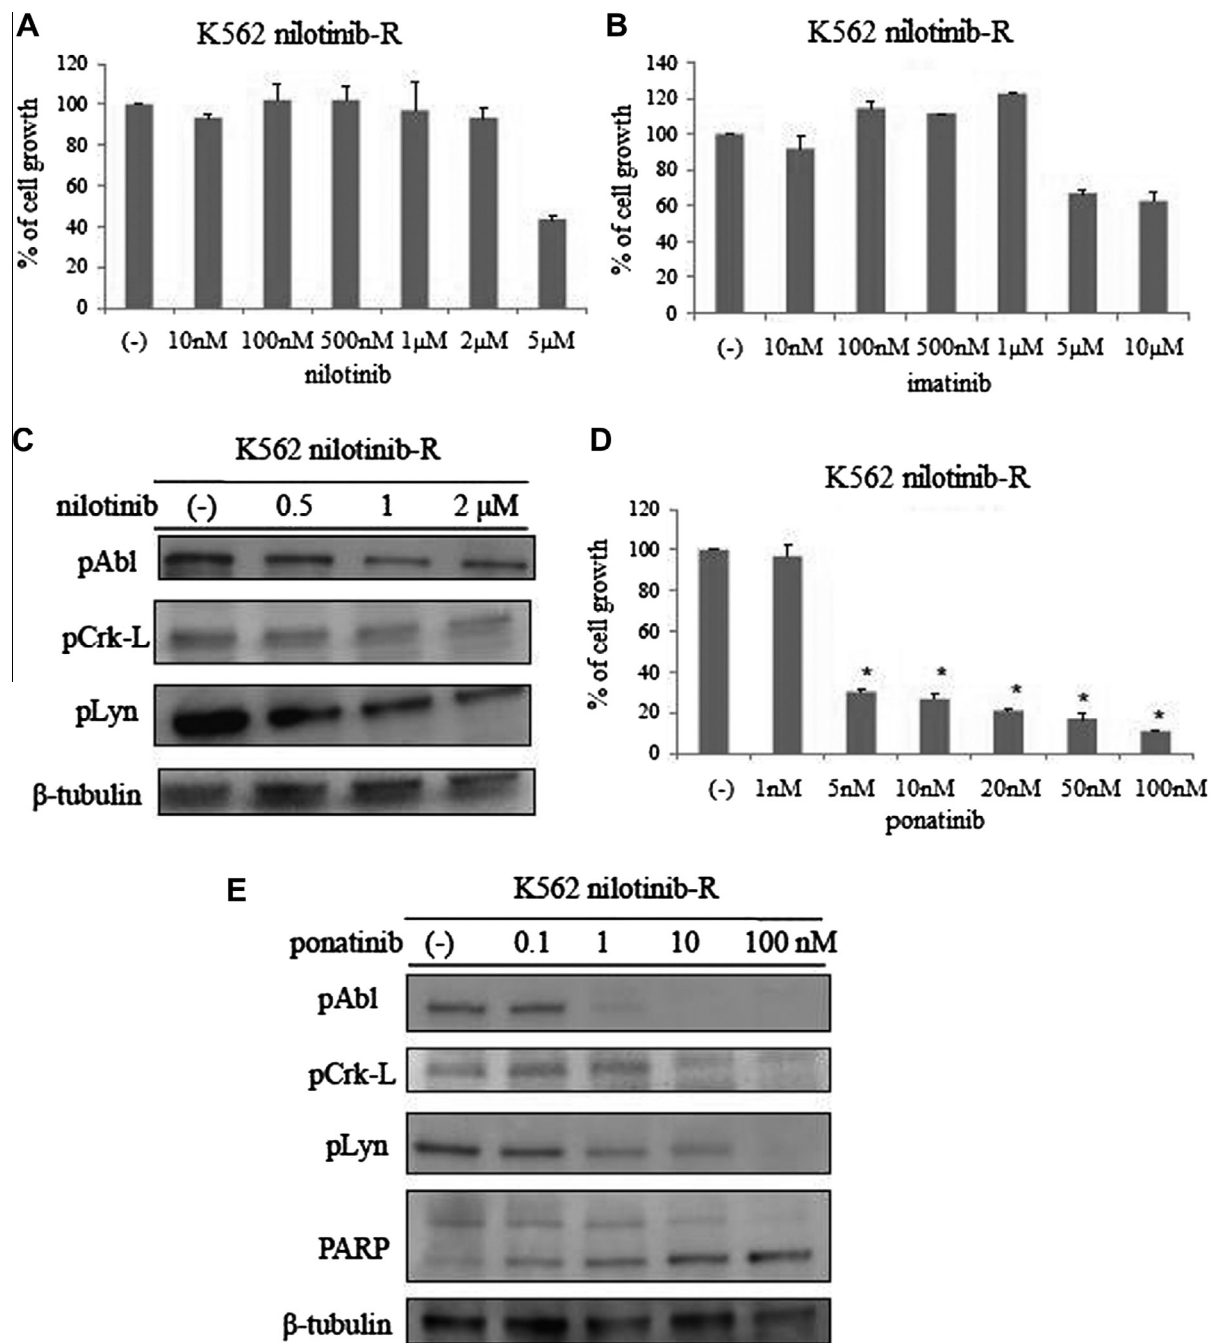 A
K562 nilotinib-R
% of cell growth
120
100
80
60
40
20
0
(-) 10nM 100nM 500nM 1µM 2µM 5µM
nilotinib
B
K562 nilotinib-R
% of cell growth
140
120
100
80
60
40
20
0
(-) 10nM 100nM 500nM 1µM 5µM 10µM
imatinib
C
K562 nilotinib-R
nilotinib (-) 0.5 1 2 µM
pAbl
pCrk-L
pLyn
β-tubulin
D
K562 nilotinib-R
% of cell growth
120
100
80
60
40
20
0
* * * * *
(-) 1nM 5nM 10nM 20nM 50nM 100nM
ponatinib
E
K562 nilotinib-R
ponatinib (-) 0.1 1 10 100 nM
pAbl
pCrk-L
pLyn
PARP
β-tubulin